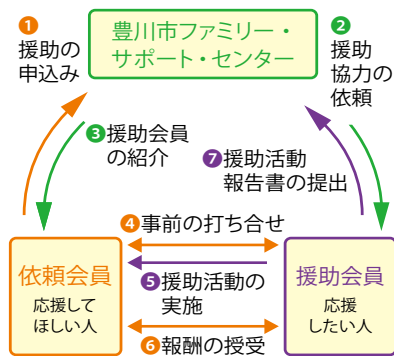 ❶
援助の
申込み
豊川市ファミリー・
サポート・センター
❷
援助
協力の
依頼
❸援助会員
の紹介
❼援助活動
報告書の提出
❹事前の打ち合せ
依頼会員
応援して
ほしい人
❺援助活動の
実施
援助会員
応援
したい人
❻報酬の授受